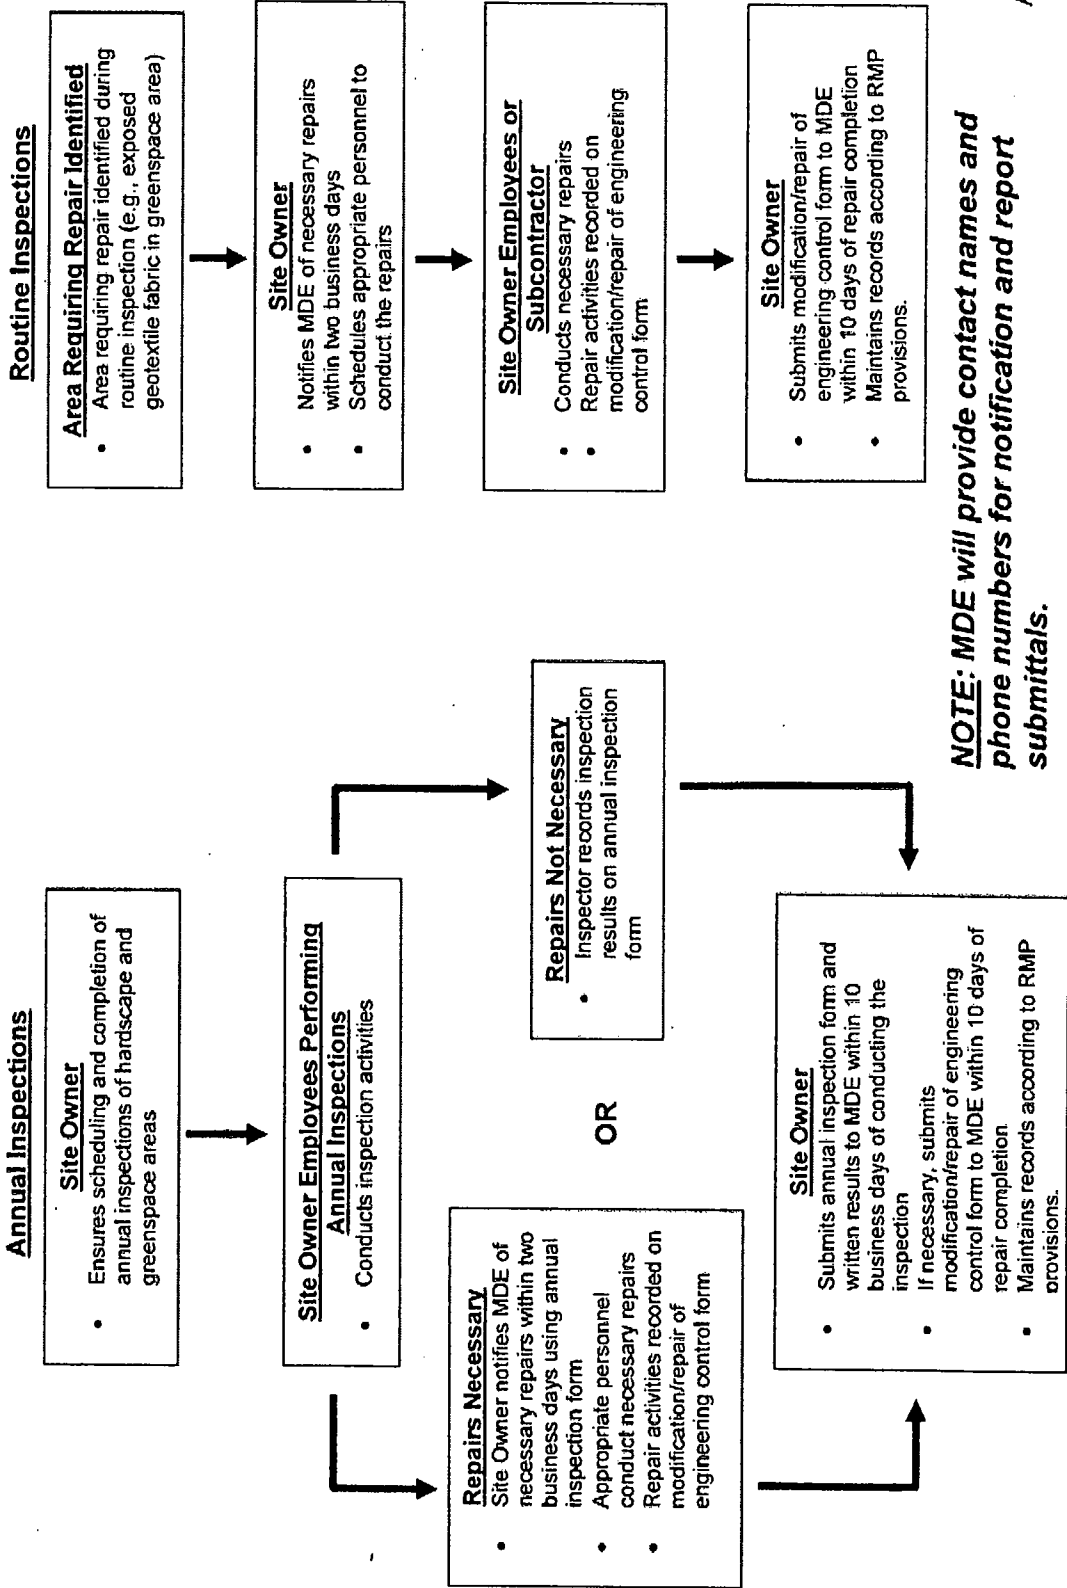 Annual Inspections
Site Owner
• Ensures scheduling and completion of
annual inspections of hardscape and
greenspace areas
Site Owner Employees Performing
Annual Inspections
• Conducts inspection activities
Repairs Necessary
• Site Owner notifies MDE of
necessary repairs within two
business days using annual
inspection form
• Appropriate personnel
conduct necessary repairs
• Repair activities recorded on
modification/repair of
engineering control form
OR
Repairs Not Necessary
• Inspector records inspection
results on annual inspection
form
Site Owner
• Submits annual inspection form and
written results to MDE within 10
business days of conducting the
inspection
• If necessary, submits
modification/repair of engineering
control form to MDE within 10 days of
repair completion
• Maintains records according to RMP
provisions.
Routine Inspections
Area Requiring Repair Identified
• Area requiring repair identified during
routine inspection (e.g., exposed
geotextile fabric in greenspace area)
Site Owner
• Notifies MDE of necessary repairs
within two business days
• Schedules appropriate personnel to
conduct the repairs
Site Owner Employees or
Subcontractor
• Conducts necessary repairs
• Repair activities recorded on
modification/repair of engineering
control form
Site Owner
• Submits modification/repair of
engineering control form to MDE
within 10 days of repair completion
• Maintains records according to RMP
provisions.
NOTE: MDE will provide contact names and
phone numbers for notification and report
submittals.